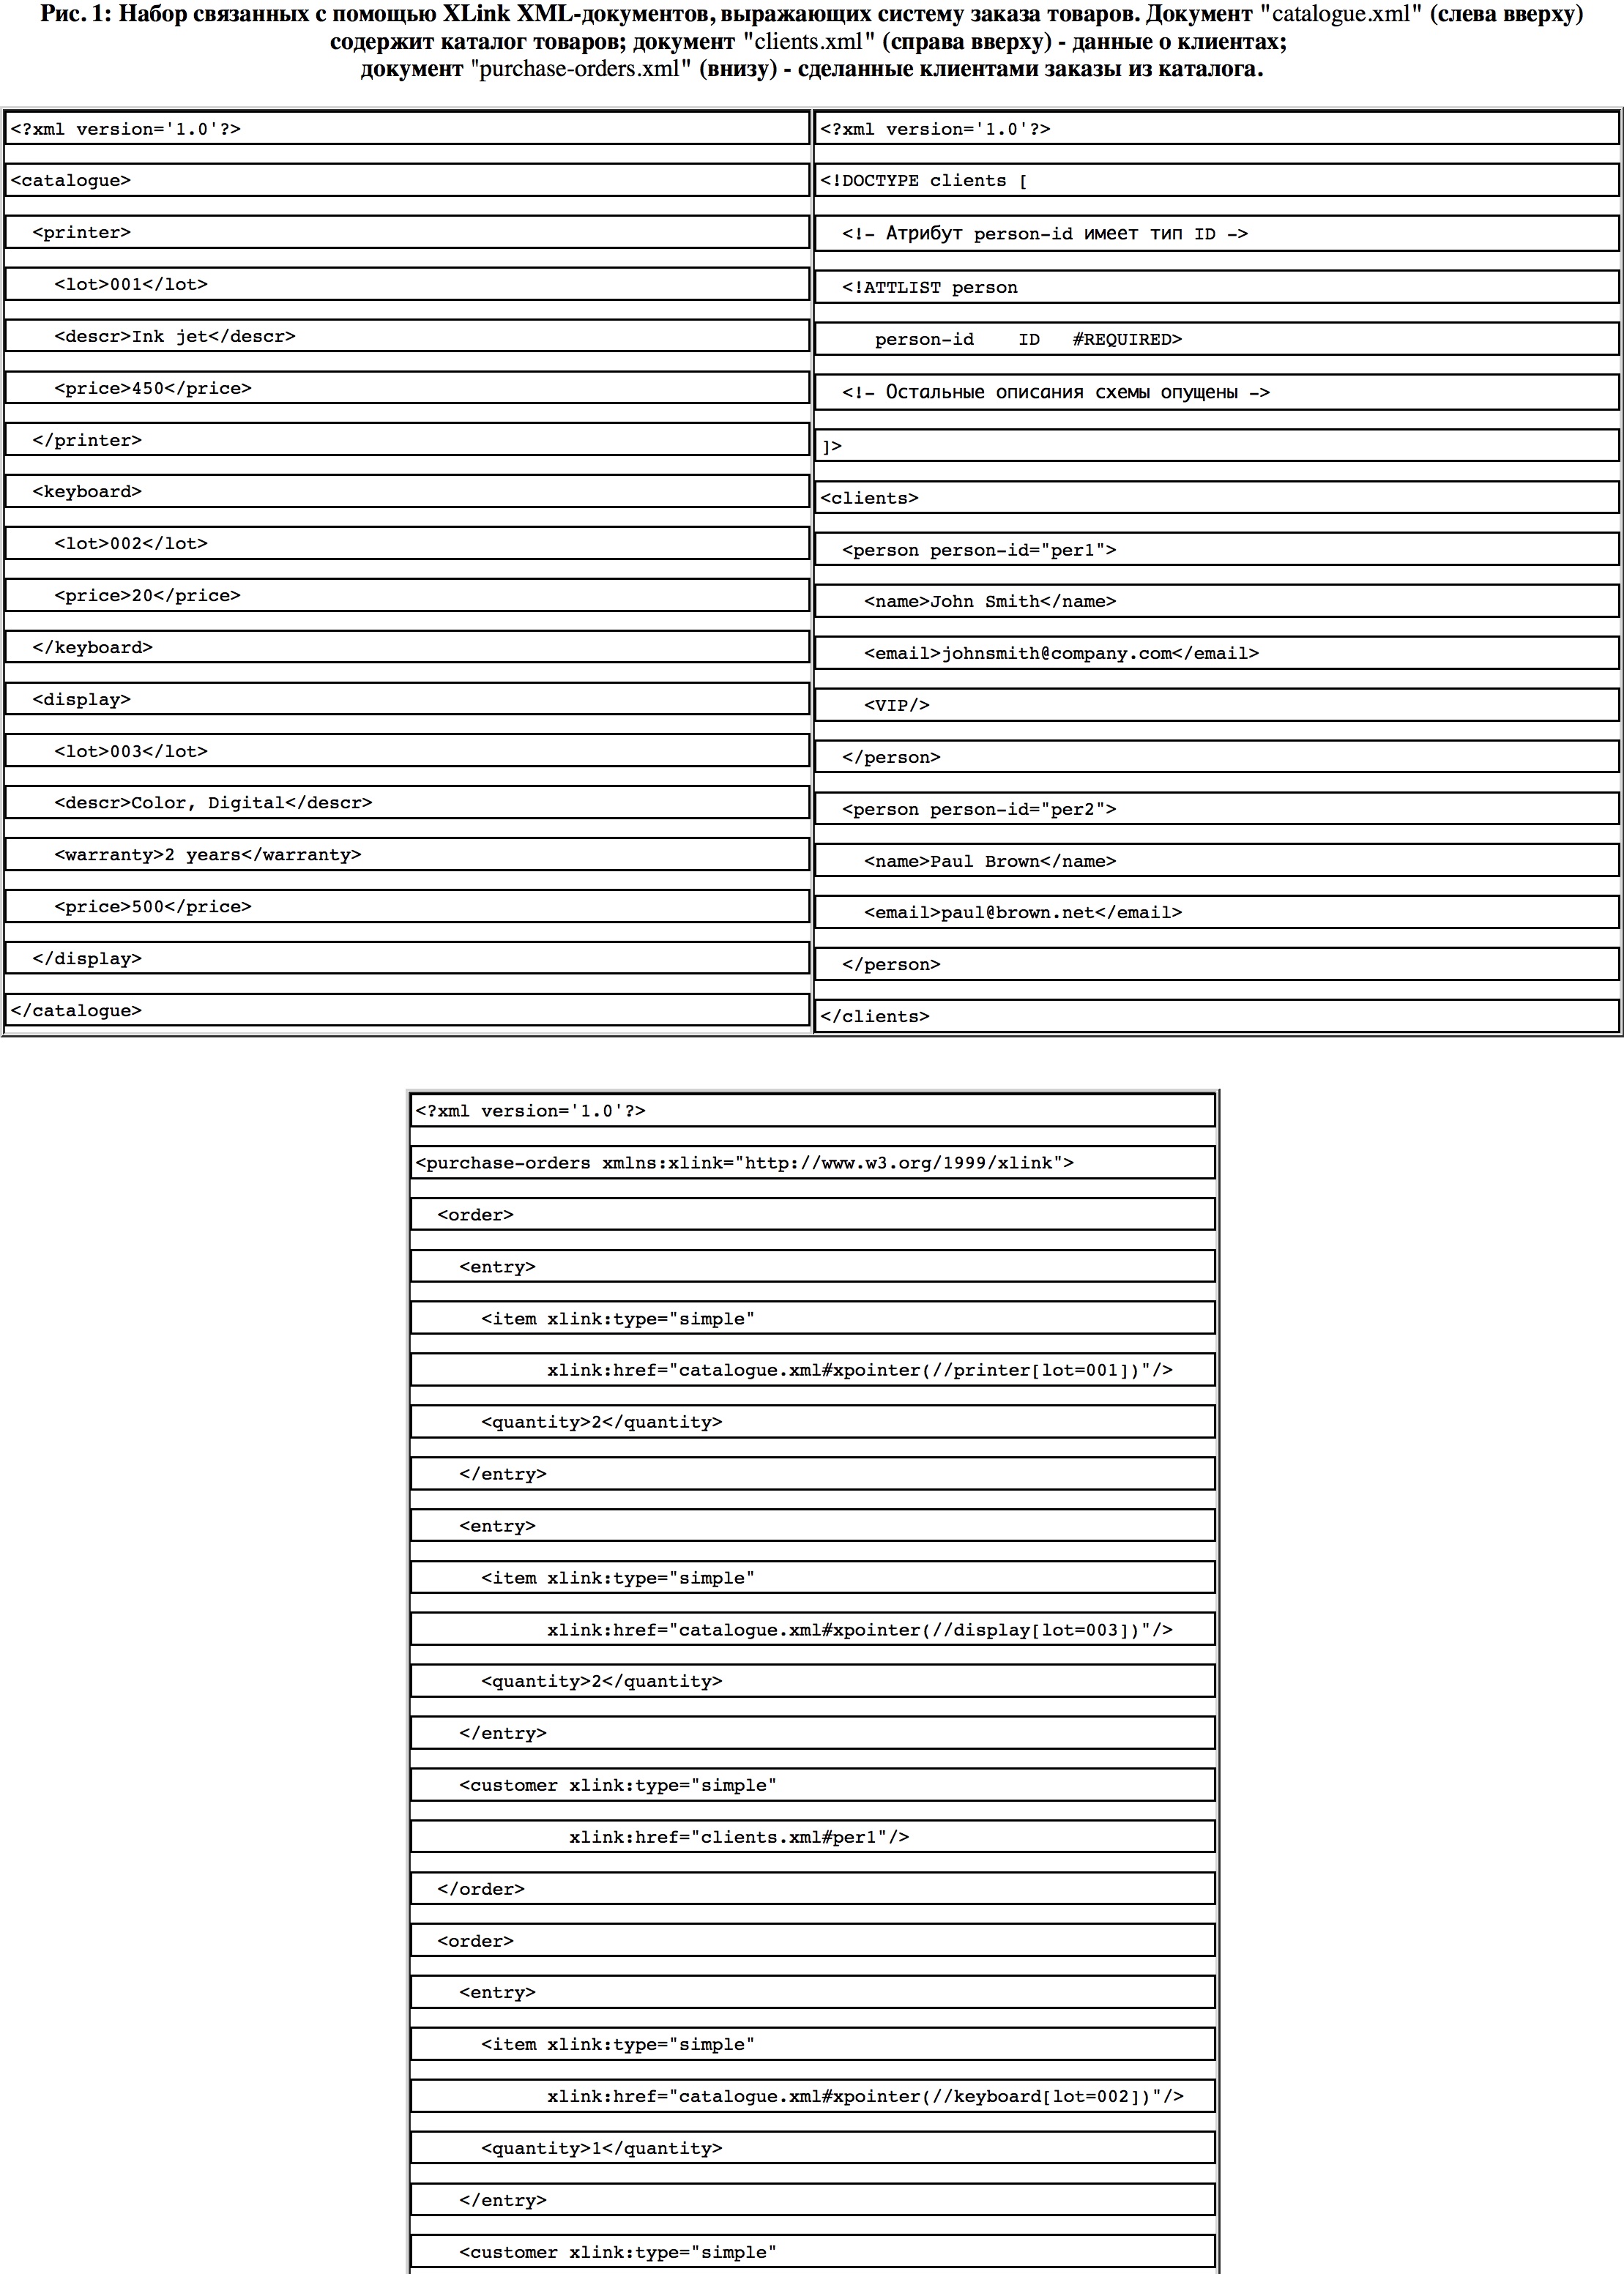 Рис. 1: Набор связанных с помощью XLink XML-документов, выражающих систему заказа товаров. Документ "catalogue.xml" (слева вверху)
содержит каталог товаров; документ "clients.xml" (справа вверху) - данные о клиентах;
документ "purchase-orders.xml" (внизу) - сделанные клиентами заказы из каталога.
<?xml version='1.0'?>
<catalogue>
<printer>
<lot>001</lot>
<descr>Ink jet</descr>
<price>450</price>
</printer>
<keyboard>
<lot>002</lot>
<price>20</price>
</keyboard>
<display>
<lot>003</lot>
<descr>Color, Digital</descr>
<warranty>2 years</warranty>
<price>500</price>
</display>
</catalogue>
<?xml version='1.0'?>
<!DOCTYPE clients [
<!– Атрибут person-id имеет тип ID –>
<!ATTLIST person
person-id    ID   #REQUIRED>
<!– Остальные описания схемы опущены –>
]>
<clients>
<person person-id="per1">
<name>John Smith</name>
<email>johnsmith@company.com</email>
<VIP/>
</person>
<person person-id="per2">
<name>Paul Brown</name>
<email>paul@brown.net</email>
</person>
</clients>
<?xml version='1.0'?>
<purchase-orders xmlns:xlink="http://www.w3.org/1999/xlink">
<order>
<entry>
<item xlink:type="simple"
xlink:href="catalogue.xml#xpointer(//printer[lot=001])"/>
<quantity>2</quantity>
</entry>
<entry>
<item xlink:type="simple"
xlink:href="catalogue.xml#xpointer(//display[lot=003])"/>
<quantity>2</quantity>
</entry>
<customer xlink:type="simple"
xlink:href="clients.xml#per1"/>
</order>
<order>
<entry>
<item xlink:type="simple"
xlink:href="catalogue.xml#xpointer(//keyboard[lot=002])"/>
<quantity>1</quantity>
</entry>
<customer xlink:type="simple"